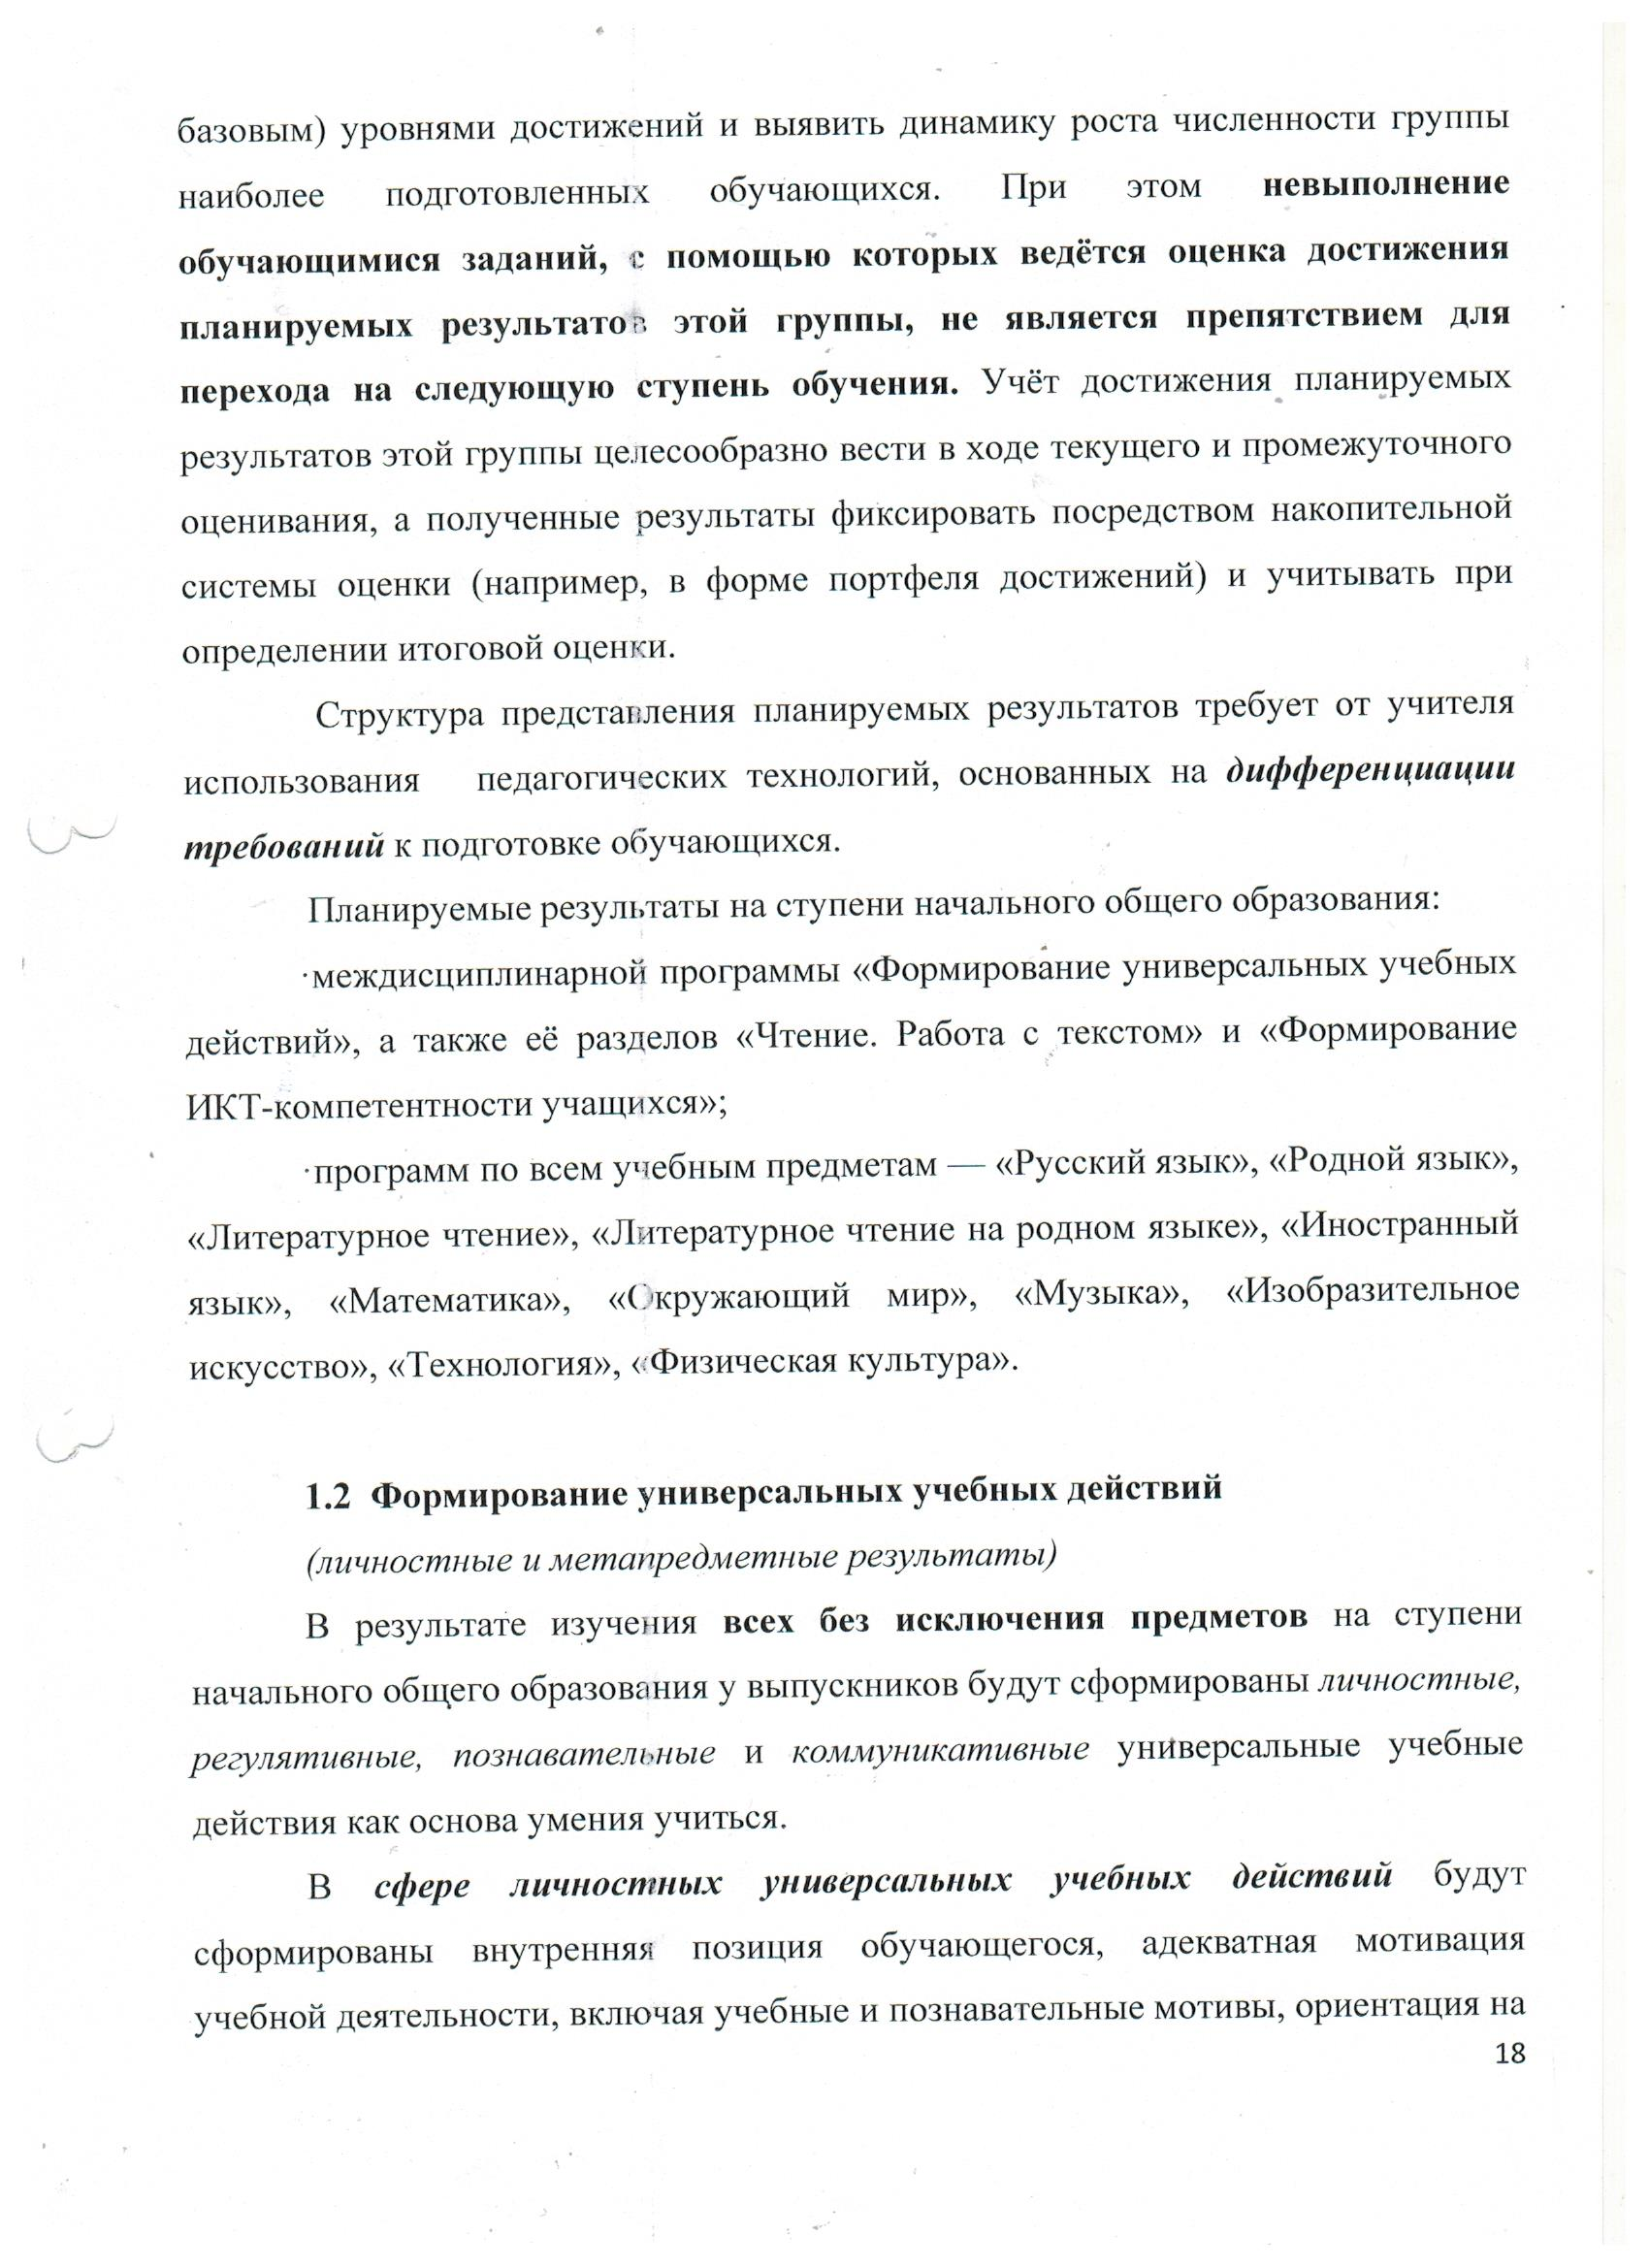 базовым) уровнями достижений и выявить динамику роста численности группы
наиболее подготовленных обучающихся. При этом невыполнение
обучающимися заданий, с помощью которых ведётся оценка достижения
планируемых результатов этой группы, не является препятствием для
перехода на следующую ступень обучения. Учёт достижения планируемых
результатов этой группы целесообразно вести в ходе текущего и промежуточного
оценивания, а полученные результаты фиксировать посредством накопительной
системы оценки (например, в форме портфеля достижений) и учитывать при
определении итоговой оценки.
Структура представления планируемых результатов требует от учителя
использования педагогических технологий, основанных на дифференциации
требований к подготовке обучающихся.
Планируемые результаты на ступени начального общего образования:
·междисциплинарной программы «Формирование универсальных учебных
действий», а также её разделов «Чтение. Работа с текстом» и «Формирование
ИКТ-компетентности учащихся»;
·программ по всем учебным предметам — «Русский язык», «Родной язык»,
«Литературное чтение», «Литературное чтение на родном языке», «Иностранный
язык», «Математика», «Окружающий мир», «Музыка», «Изобразительное
искусство», «Технология», «Физическая культура».
1.2 Формирование универсальных учебных действий
(личностные и метапредметные результаты)
В результате изучения всех без исключения предметов на ступени
начального общего образования у выпускников будут сформированы личностные,
регулятивные, познавательные и коммуникативные универсальные учебные
действия как основа умения учиться.
В сфере личностных универсальных учебных действий будут
сформированы внутренняя позиция обучающегося, адекватная мотивация
учебной деятельности, включая учебные и познавательные мотивы, ориентация на
18